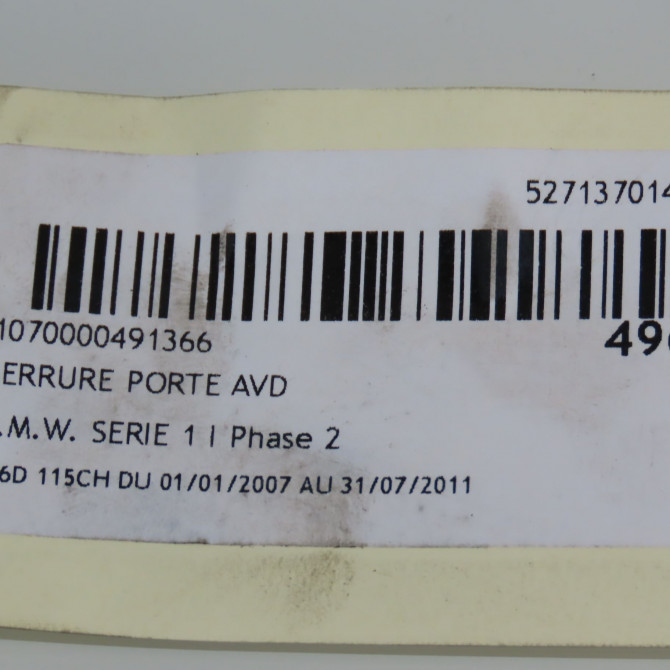 527137014
1070000491366
49
ERRURE PORTE AVD
.M.W. SERIE 1 I Phase 2
6D 115CH DU 01/01/2007 AU 31/07/2011